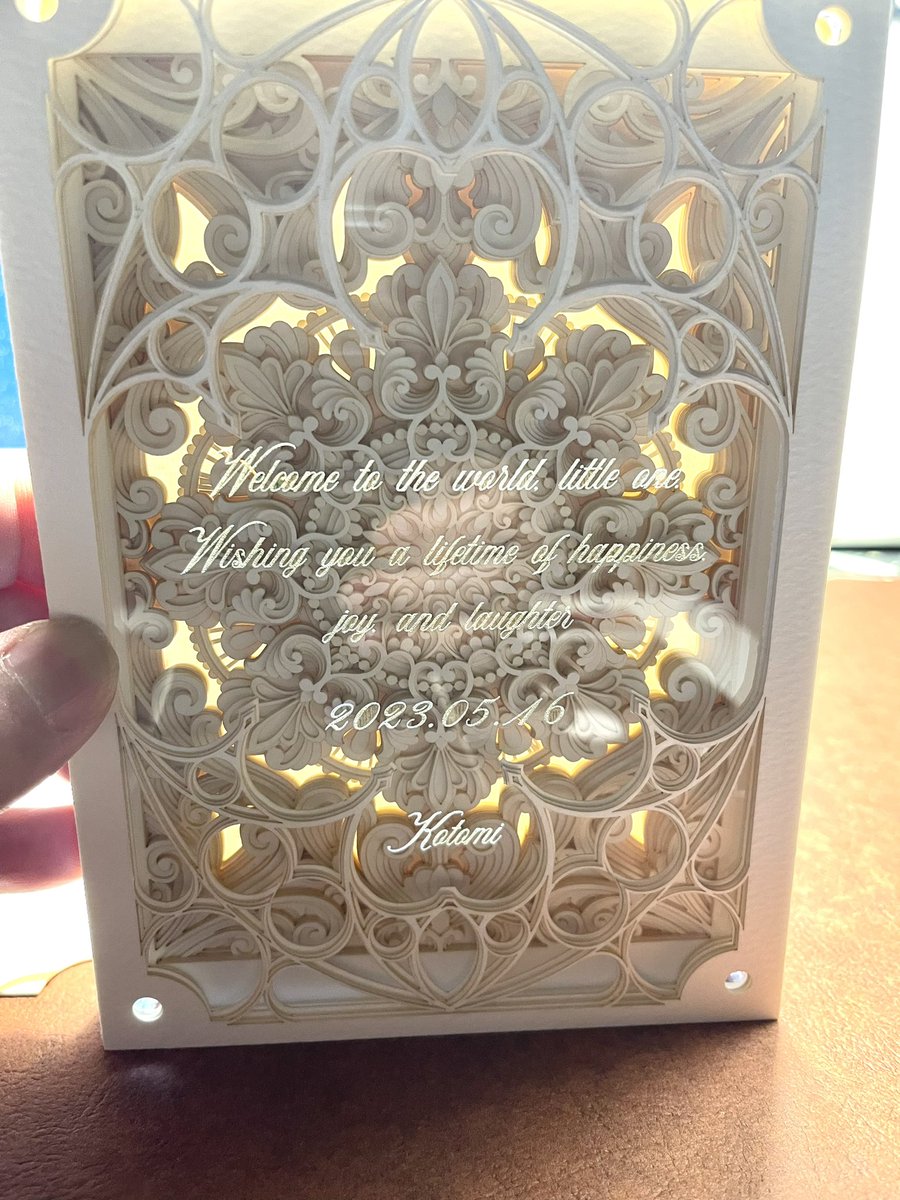 Welcome to the world, little one.
Wishing you a lifetime of happiness,
joy, and laughter
2023.05.16
Kotomi